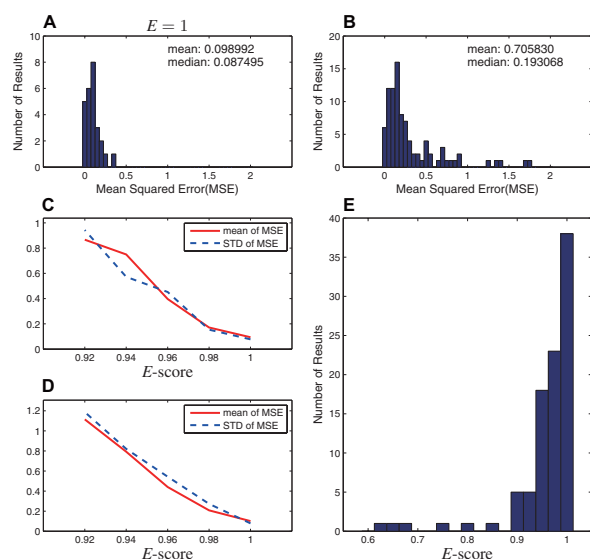 A
E = 1
mean: 0.098992
median: 0.087495
Number of Results
10
8
6
4
2
0
0
0.5
1
1.5
2
Mean Squared Error(MSE)
B
mean: 0.705830
median: 0.193068
Number of Results
20
15
10
5
0
0
0.5
1
1.5
2
Mean Squared Error(MSE)
C
mean of MSE
STD of MSE
1
0.8
0.6
0.4
0.2
0
0.92
0.94
0.96
0.98
1
E-score
D
mean of MSE
STD of MSE
1.2
1
0.8
0.6
0.4
0.2
0
0.92
0.94
0.96
0.98
1
E-score
E
Number of Results
40
35
30
25
20
15
10
5
0
0.6
0.7
0.8
0.9
1
E-score